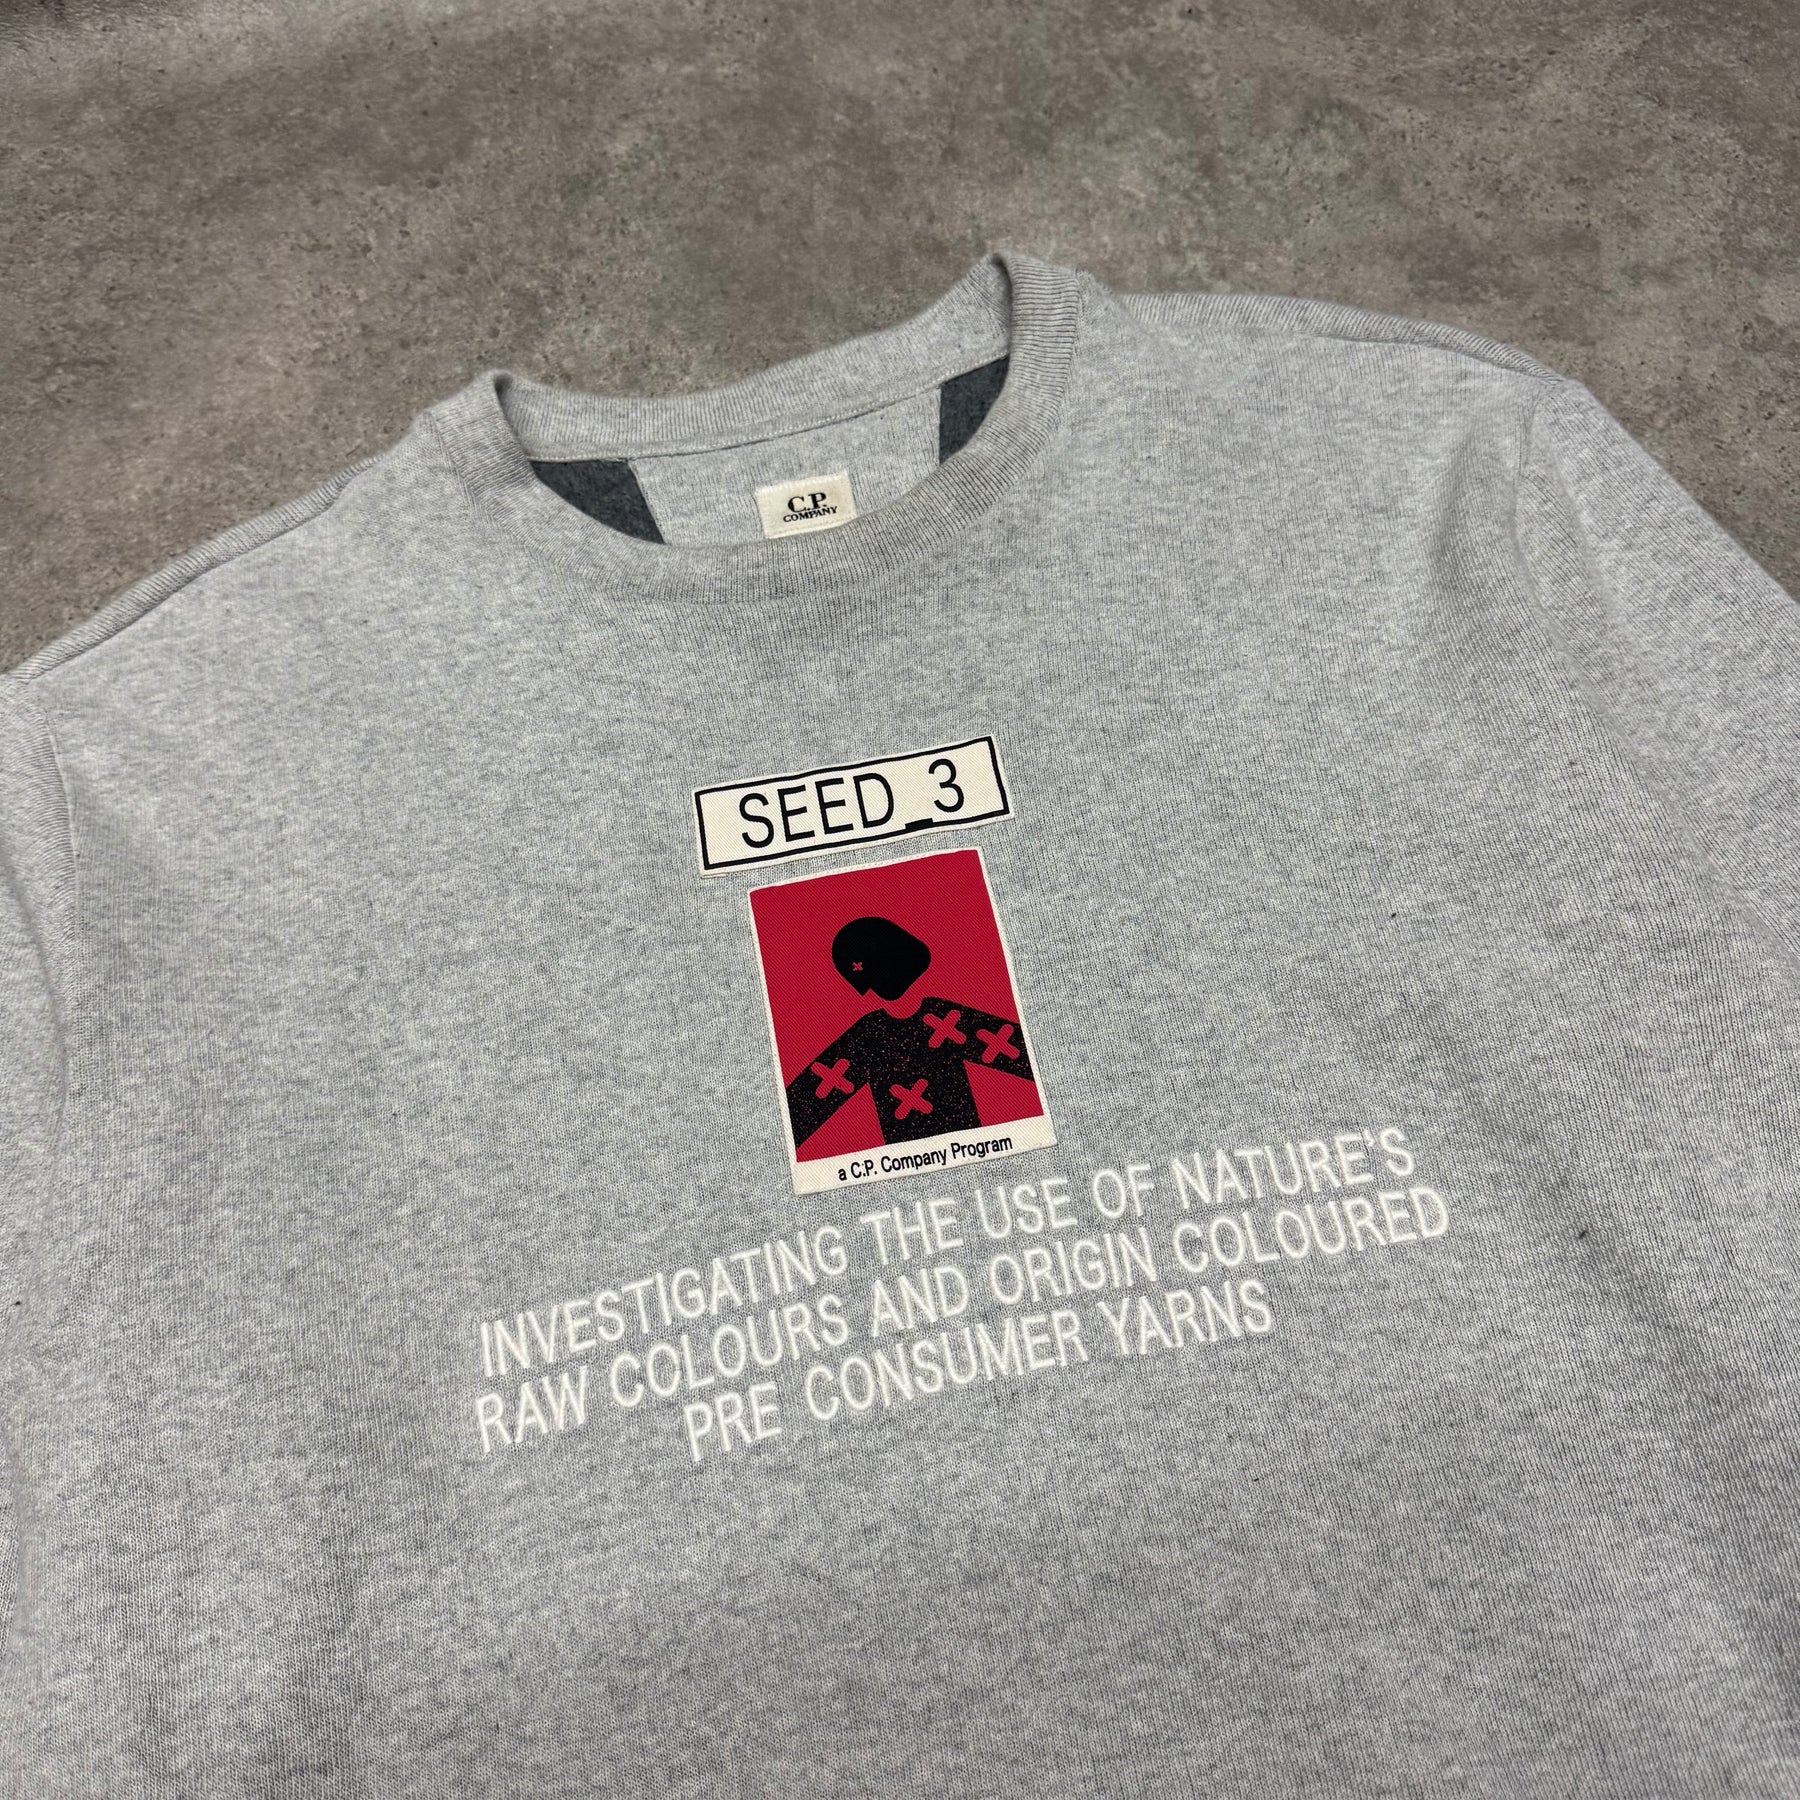 C.P.
COMPANY
SEED_3
a C.P. Company Program
INVESTIGATING THE USE OF NATURE'S
RAW COLOURS AND ORIGIN COLOURED
PRE CONSUMER YARNS